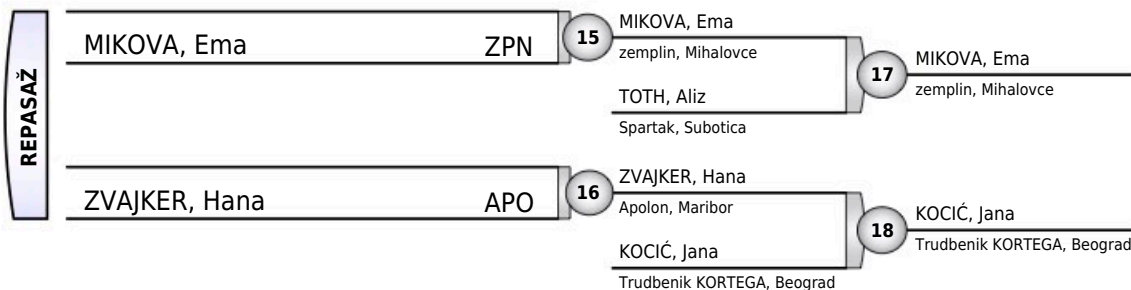 REPASAŽ
MIKOVA, Ema ZPN
15
MIKOVA, Ema
zemplin, Mihalovce
TOTH, Aliz
Spartak, Subotica
17
MIKOVA, Ema
zemplin, Mihalovce
ZVAJKER, Hana APO
16
ZVAJKER, Hana
Apolon, Maribor
KOCIĆ, Jana
Trudbenik KORTEGA, Beograd
18
KOCIĆ, Jana
Trudbenik KORTEGA, Beograd